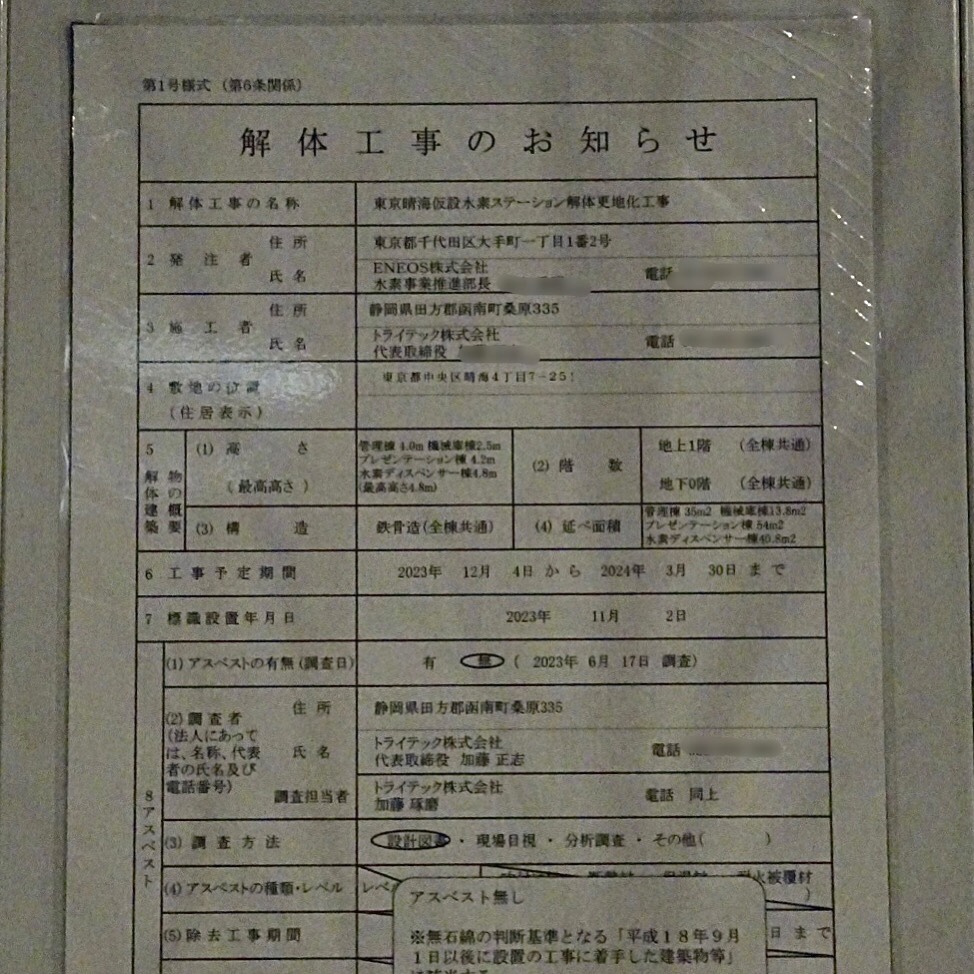 第1号様式（第6条関係）
解体工事のお知らせ
1 解体工事の名称 東京晴海仮設水素ステーション解体更地化工事
2 発注者 住所 東京都千代田区大手町一丁目1番2号
氏名 ENEOS株式会社
水素事業推進部長
電話
3 施工者 住所 静岡県田方郡函南町桑原335
氏名 トライテック株式会社
代表取締役
電話
4 敷地の位置
(住居表示)
東京都中央区晴海4丁目7-25
5 解体建築物の概要
(1) 高さ
(最高高さ)
管理棟 4.0m 機械庫棟2.5m
プレゼンテーション棟 4.2m
水素ディスペンサー棟4.8m
(最高高さ4.8m)
(2) 階数
地上1階 (全棟共通)
地下0階 (全棟共通)
(3) 構造 鉄骨造(全棟共通)
(4) 延べ面積
管理棟 35m2 機械庫棟13.8m2
プレゼンテーション棟 54m2
水素ディスペンサー棟40.8m2
6 工事予定期間 2023年 12月 4日 から 2024年 3月 30日 まで
7 標識設置年月日 2023年 11月 2日
8 アスベスト
(1) アスベストの有無(調査日) 有 無 ( 2023年 6月 17日 調査)
(2) 調査者
(法人にあって
は、名称、代表
者の氏名及び
電話番号)
住所 静岡県田方郡函南町桑原335
氏名 トライテック株式会社
代表取締役 加藤 正志
電話
調査担当者 トライテック株式会社
加藤 琢磨
電話 同上
(3) 調査方法 設計図書 ・ 現場目視 ・ 分析調査 ・ その他( )
(4) アスベストの種類・レベル レベ
火被覆材
)
(5) 除去工事期間 日 まで
アスベスト無し
※無石綿の判断基準となる「平成18年9月
1日以後に設置の工事に着手した建築物等」